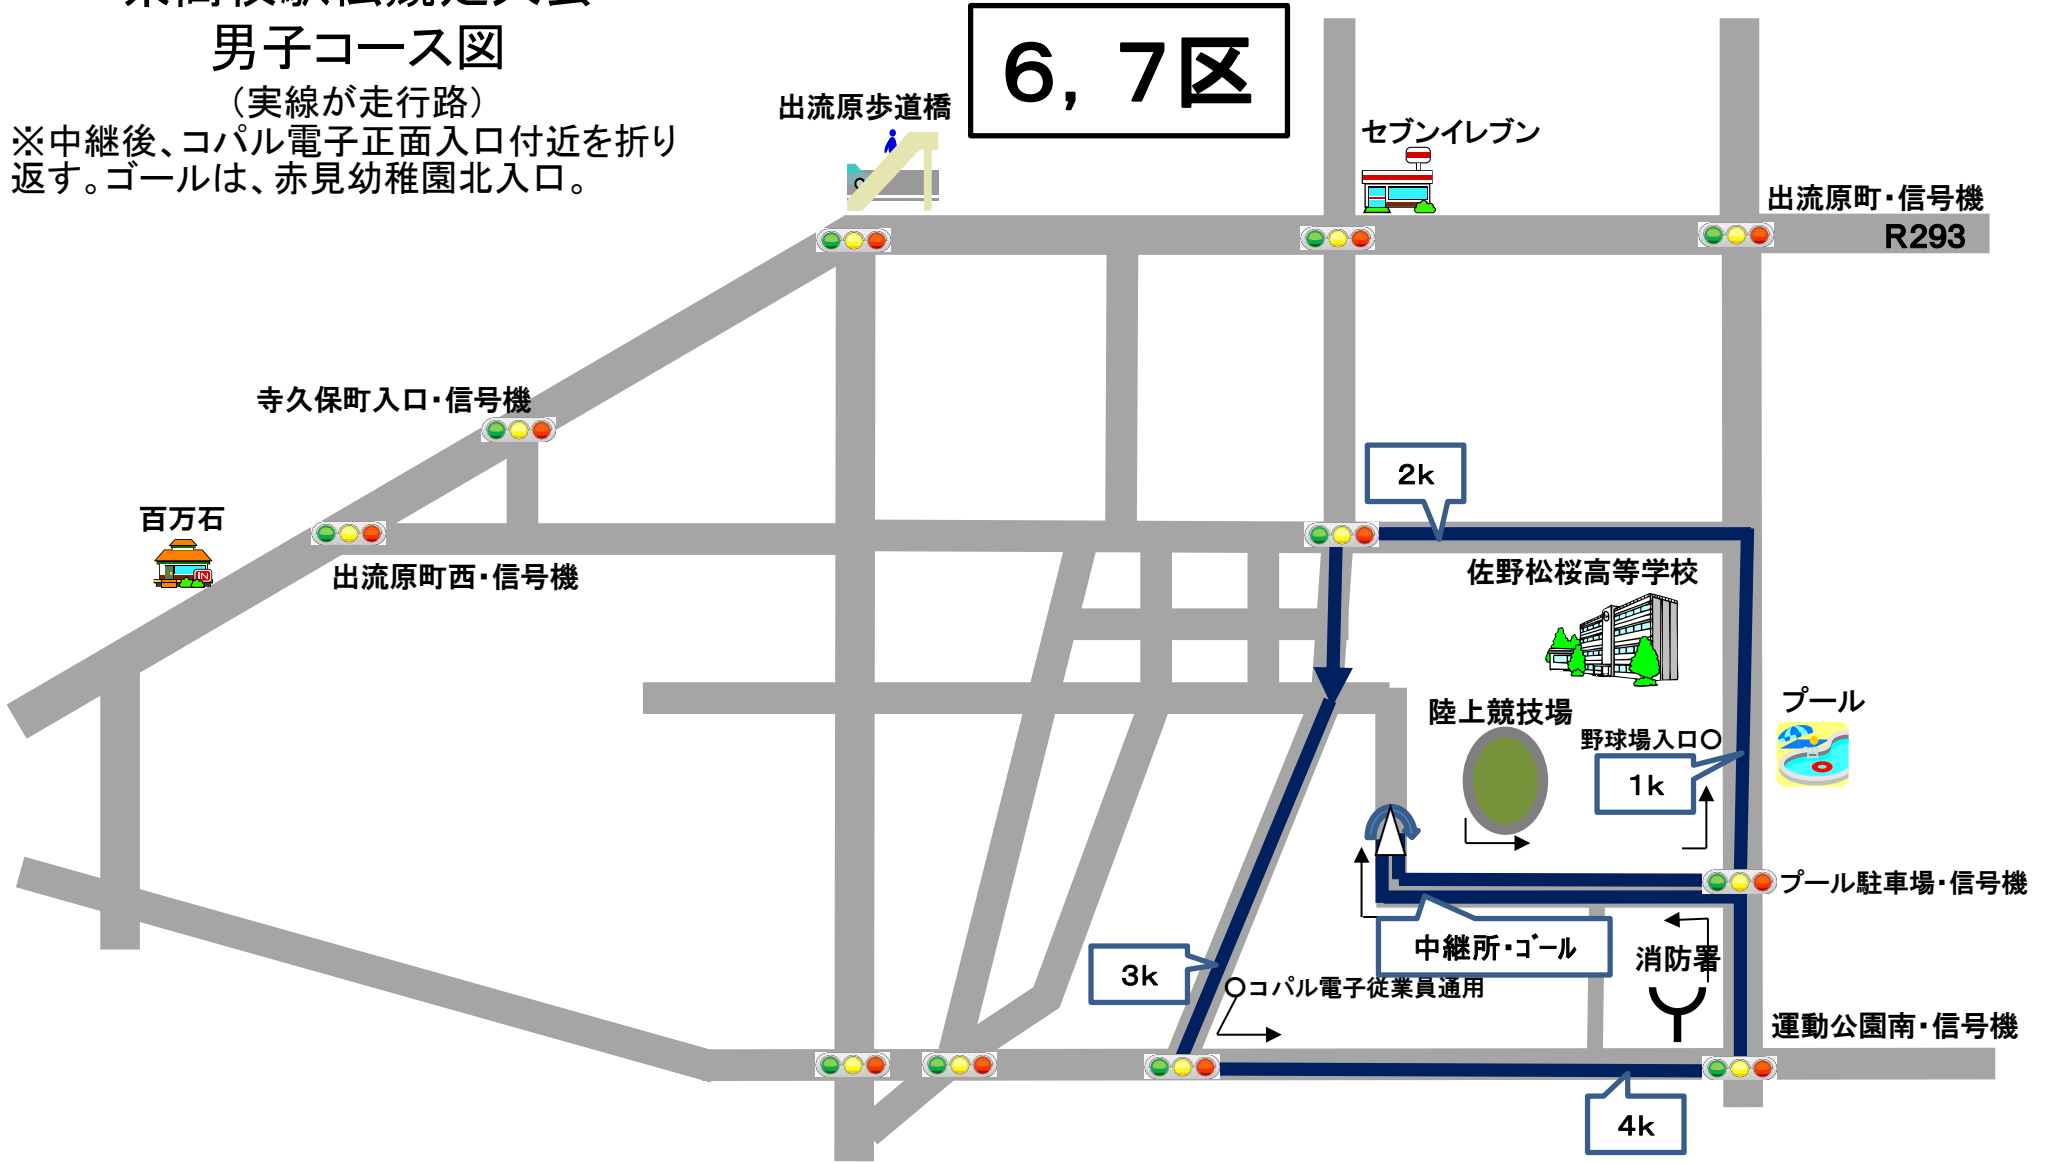 男子コース図
（実線が走行路）
※中継後、コパル電子正面入口付近を折り
返す。ゴールは、赤見幼稚園北入口。
6，7区
出流原歩道橋
セブンイレブン
出流原町・信号機
R293
寺久保町入口・信号機
2k
百万石
出流原町西・信号機
佐野松桜高等学校
プール
陸上競技場
野球場入口○
1k
プール駐車場・信号機
中継所・ｺﾞｰﾙ
消防署
3k
○コパル電子従業員通用
運動公園南・信号機
4k